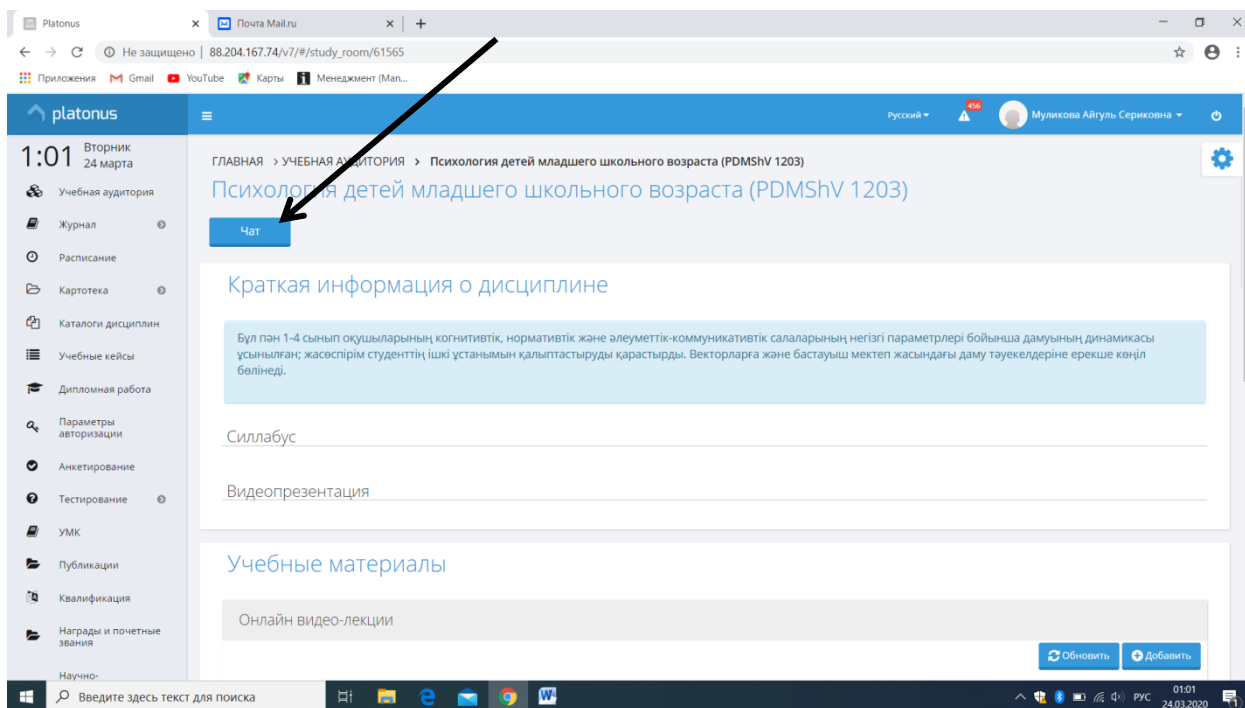 Platonus
Почта Mail.ru
Не защищено | 88.204.167.74/v7/#/study_room/61565
Приложения Gmail YouTube Карты Менеджмент (Man...
platonus
Русский 456 Муликова Айгуль Сериковна
1:01 Вторник
24 марта
ГЛАВНАЯ > УЧЕБНАЯ АУДИТОРИЯ > Психология детей младшего школьного возраста (PDMShV 1203)
Психология детей младшего школьного возраста (PDMShV 1203)
Чат
Учебная аудитория
Журнал
Расписание
Картотека
Каталоги дисциплин
Учебные кейсы
Дипломная работа
Параметры
авторизации
Анкетирование
Тестирование
УМК
Публикации
Квалификация
Награды и почетные
звания
Научно-
Краткая информация о дисциплине
Бұл пән 1-4 сынып оқушыларының когнитивтік, нормативтік және әлеуметтік-коммуникативтік салаларының негізгі параметрлері бойынша дамуының динамикасы
ұсынылған; жасөспірім студенттің ішкі ұстанымын қалыптастыруды қарастырды. Векторларға және бастауыш мектеп жасындағы даму тәуекелдеріне ерекше көңіл
бөлінеді.
Силлабус
Видеопрезентация
Учебные материалы
Онлайн видео-лекции
Обновить Добавить
Введите здесь текст для поиска
РУС 01:01
24.03.2020